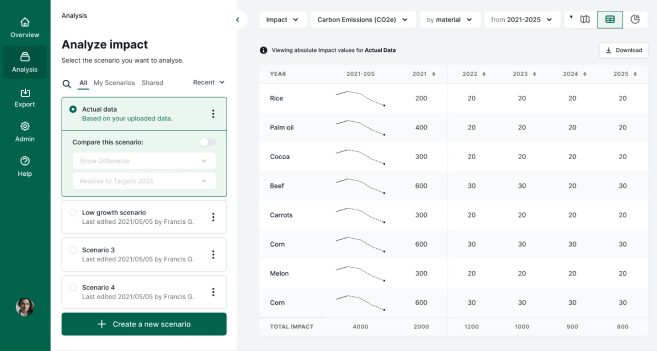 Overview
Analysis
Export
Admin
Help
Analysis
Analyze impact
Select the scenario you want to analyse.
All My Scenarios Shared Recent
Actual data
Based on your uploaded data.
Compare this scenario:
Show Difference
Relative to Targets 2025
Low growth scenario
Last edited 2021/05/05 by Francis G.
Scenario 3
Last edited 2021/05/05 by Francis G.
Scenario 4
Last edited 2021/05/05 by Francis G.
Create a new scenario
Impact Carbon Emissions (CO2e) by material from 2021-2025
Viewing absolute Impact values for Actual Data Download
YEAR 2021-205 2021 2022 2023 2024 2025
Rice 200 20 20 20 20
Palm oil 400 20 20 20 20
Cocoa 300 20 20 20 20
Beef 600 30 30 20 30
Carrots 300 20 20 20 20
Corn 600 30 30 30 30
Melon 300 20 20 20 20
Corn 600 30 30 30 30
TOTAL IMPACT 4000 2000 1200 1000 900 800